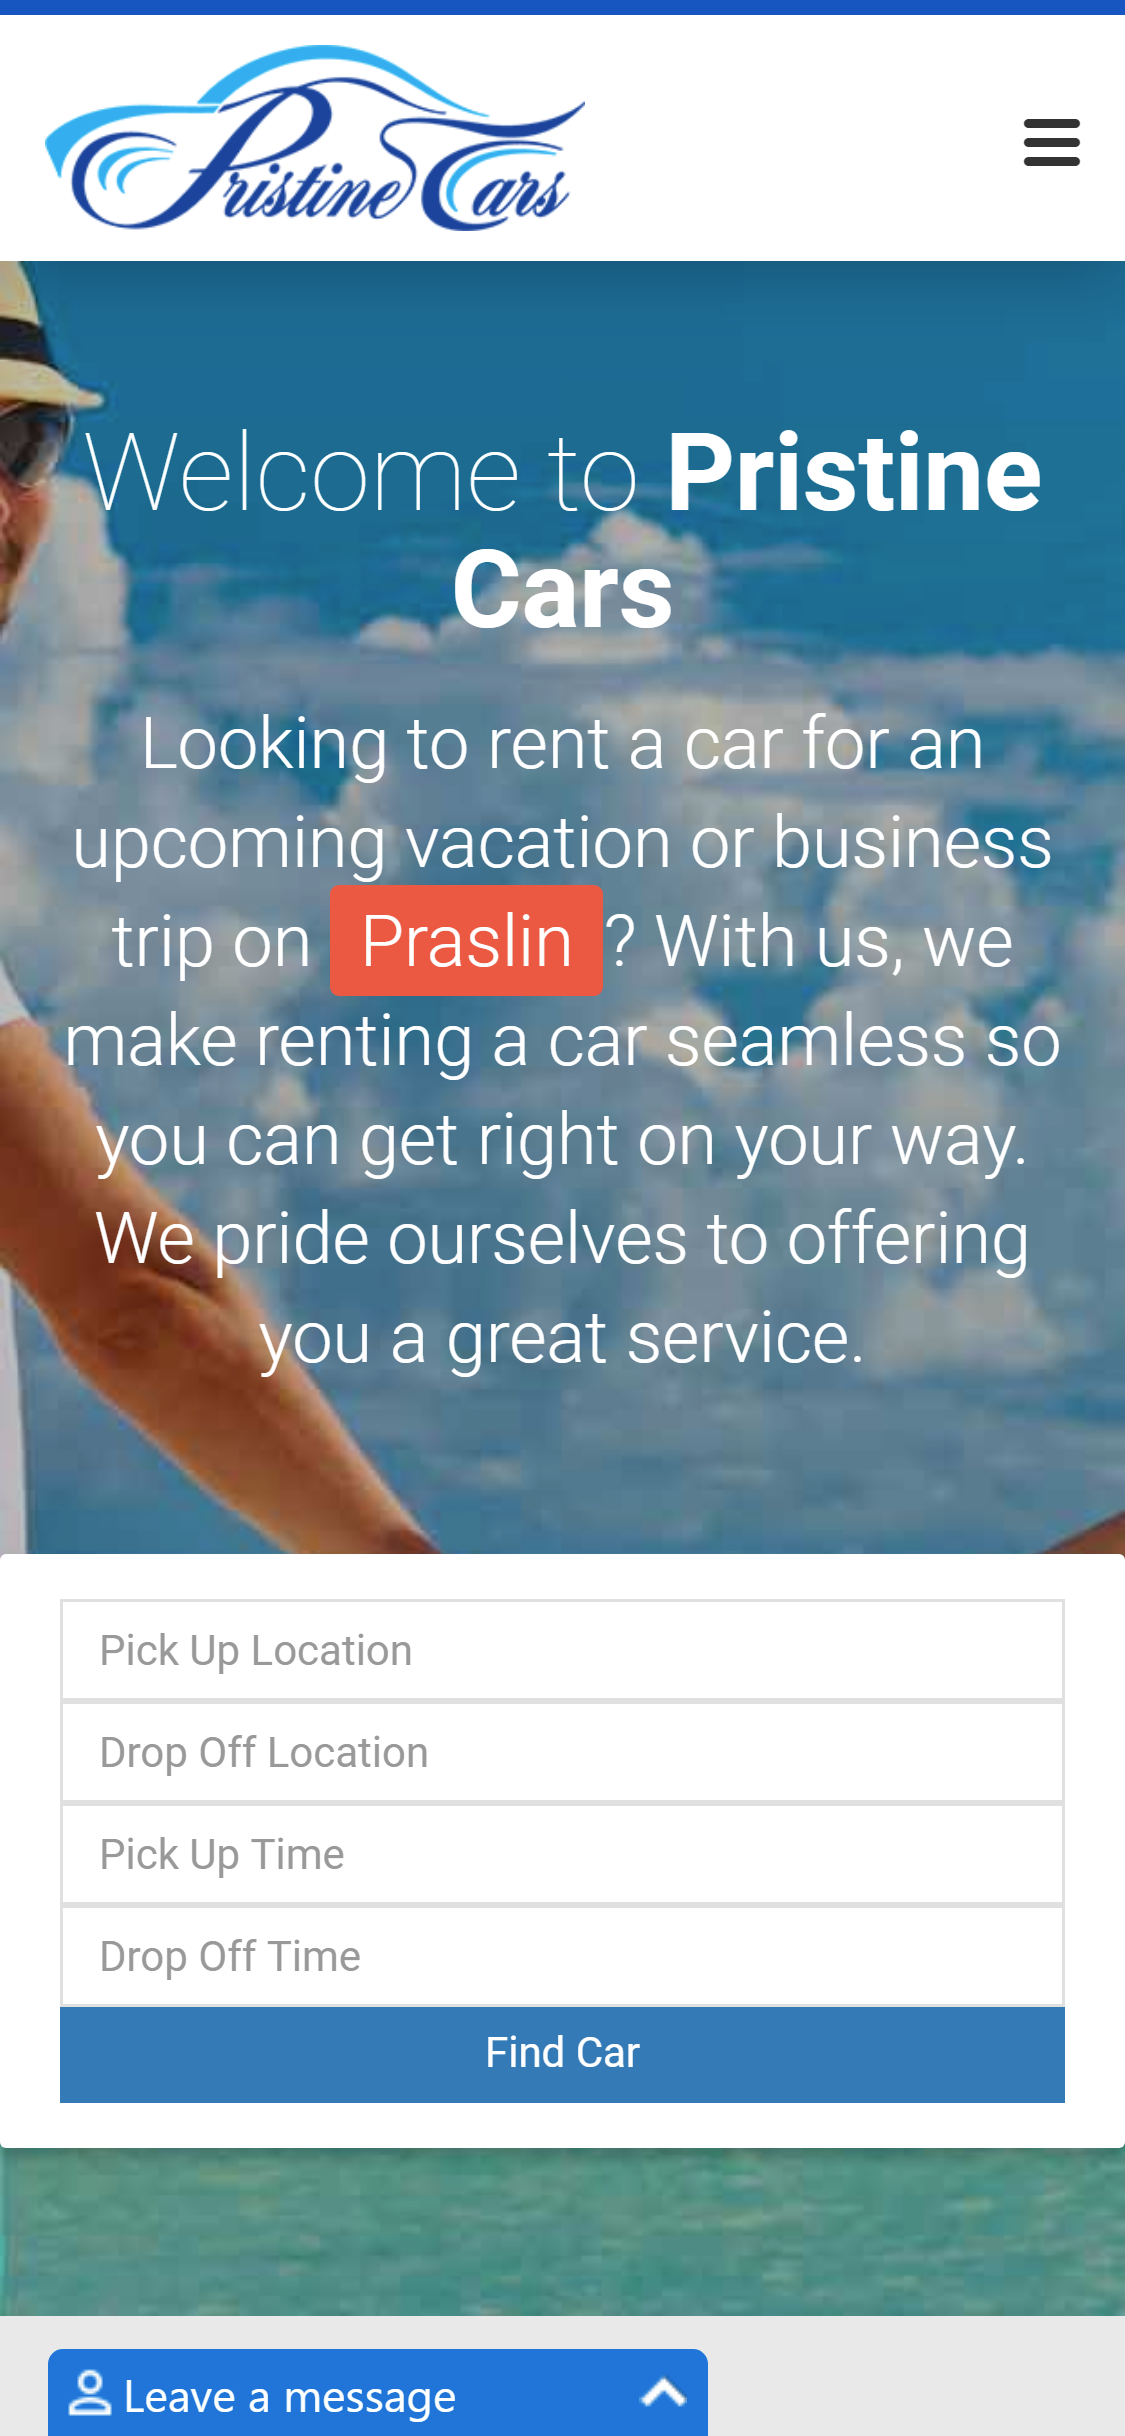 Pristine Cars
Welcome to Pristine
Cars
Looking to rent a car for an
upcoming vacation or business
trip on Praslin? With us, we
make renting a car seamless so
you can get right on your way.
We pride ourselves to offering
you a great service.
Pick Up Location
Drop Off Location
Pick Up Time
Drop Off Time
Find Car
Leave a message